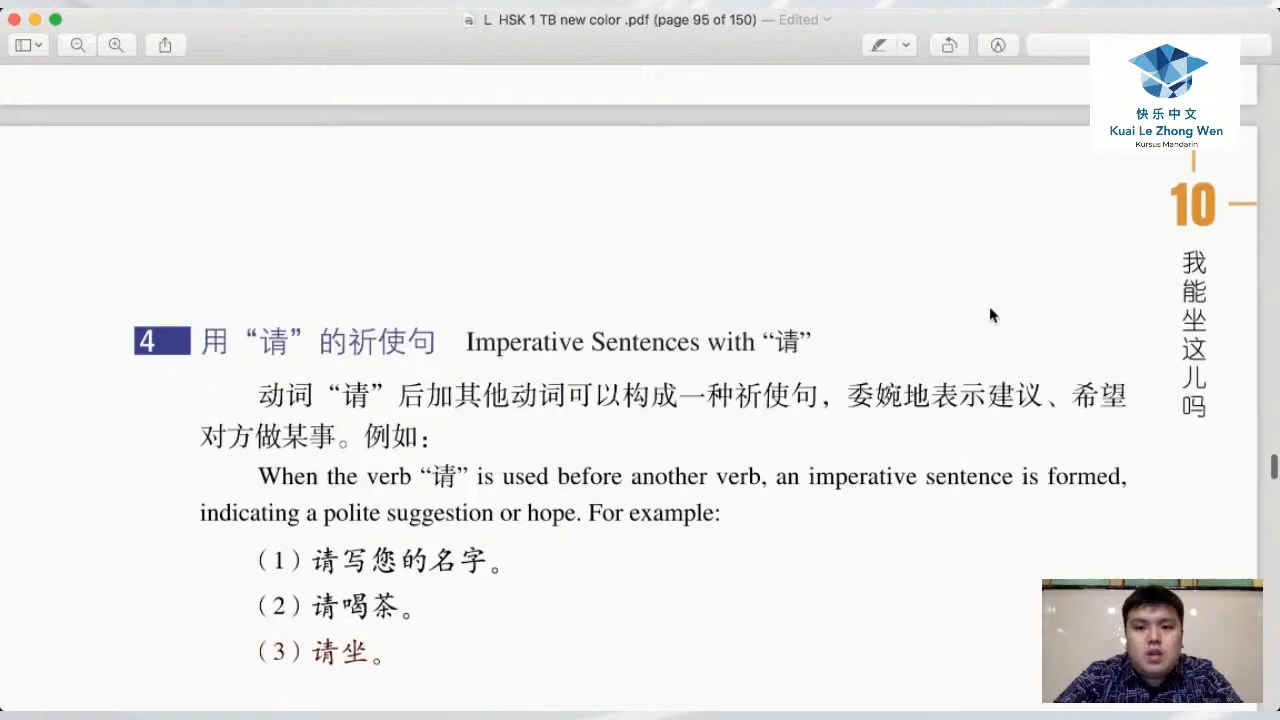 L HSK 1 TB new color .pdf (page 95 of 150) — Edited
快乐中文
Kuai Le Zhong Wen
Kursus Mandarin
10
我能坐这儿吗
4 用“请”的祈使句 Imperative Sentences with “请”
动词“请”后加其他动词可以构成一种祈使句，委婉地表示建议、希望
对方做某事。例如：
When the verb “请” is used before another verb, an imperative sentence is formed,
indicating a polite suggestion or hope. For example:
（1）请写您的名字。
（2）请喝茶。
（3）请坐。